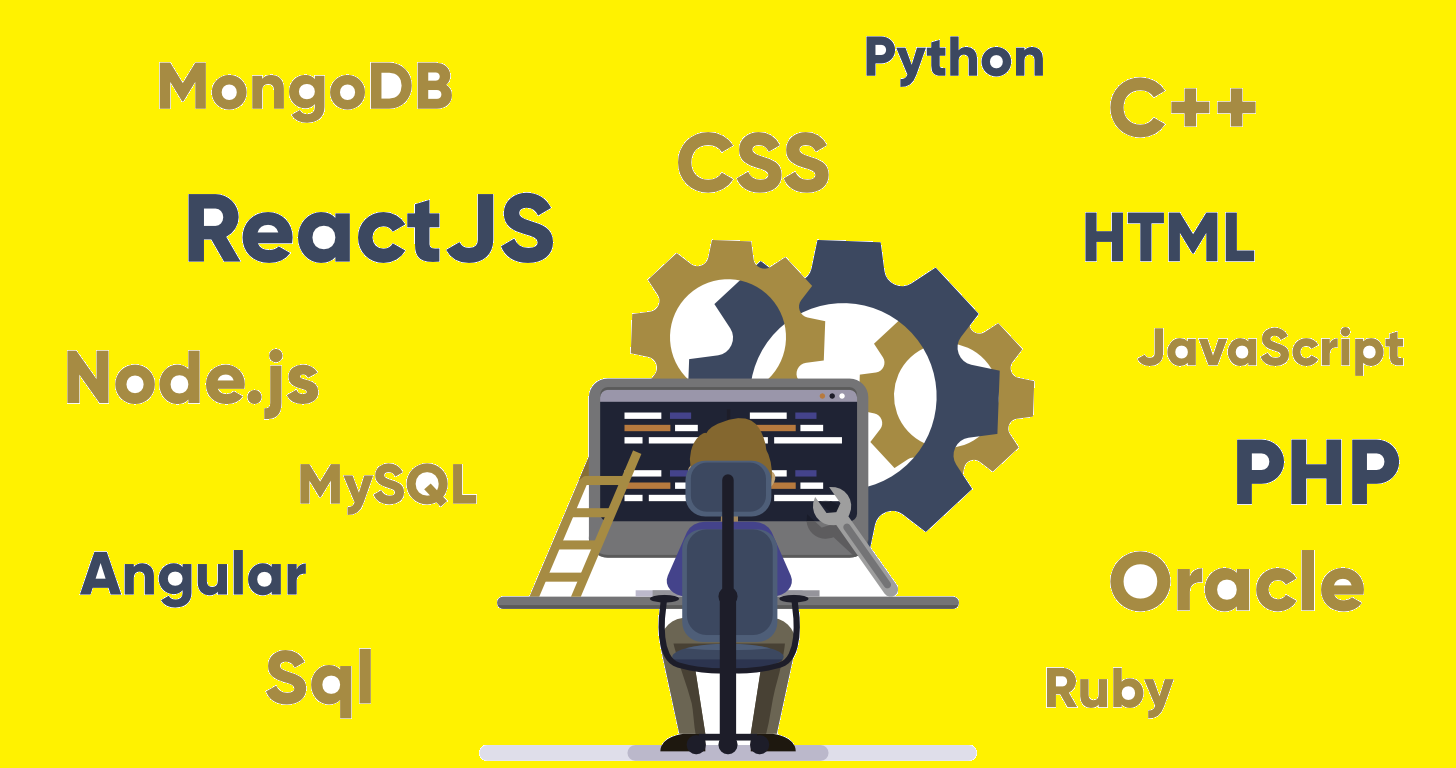 Python
MongoDB
C++
CSS
ReactJS
HTML
JavaScript
Node.js
PHP
MySQL
Angular
Oracle
Sql
Ruby